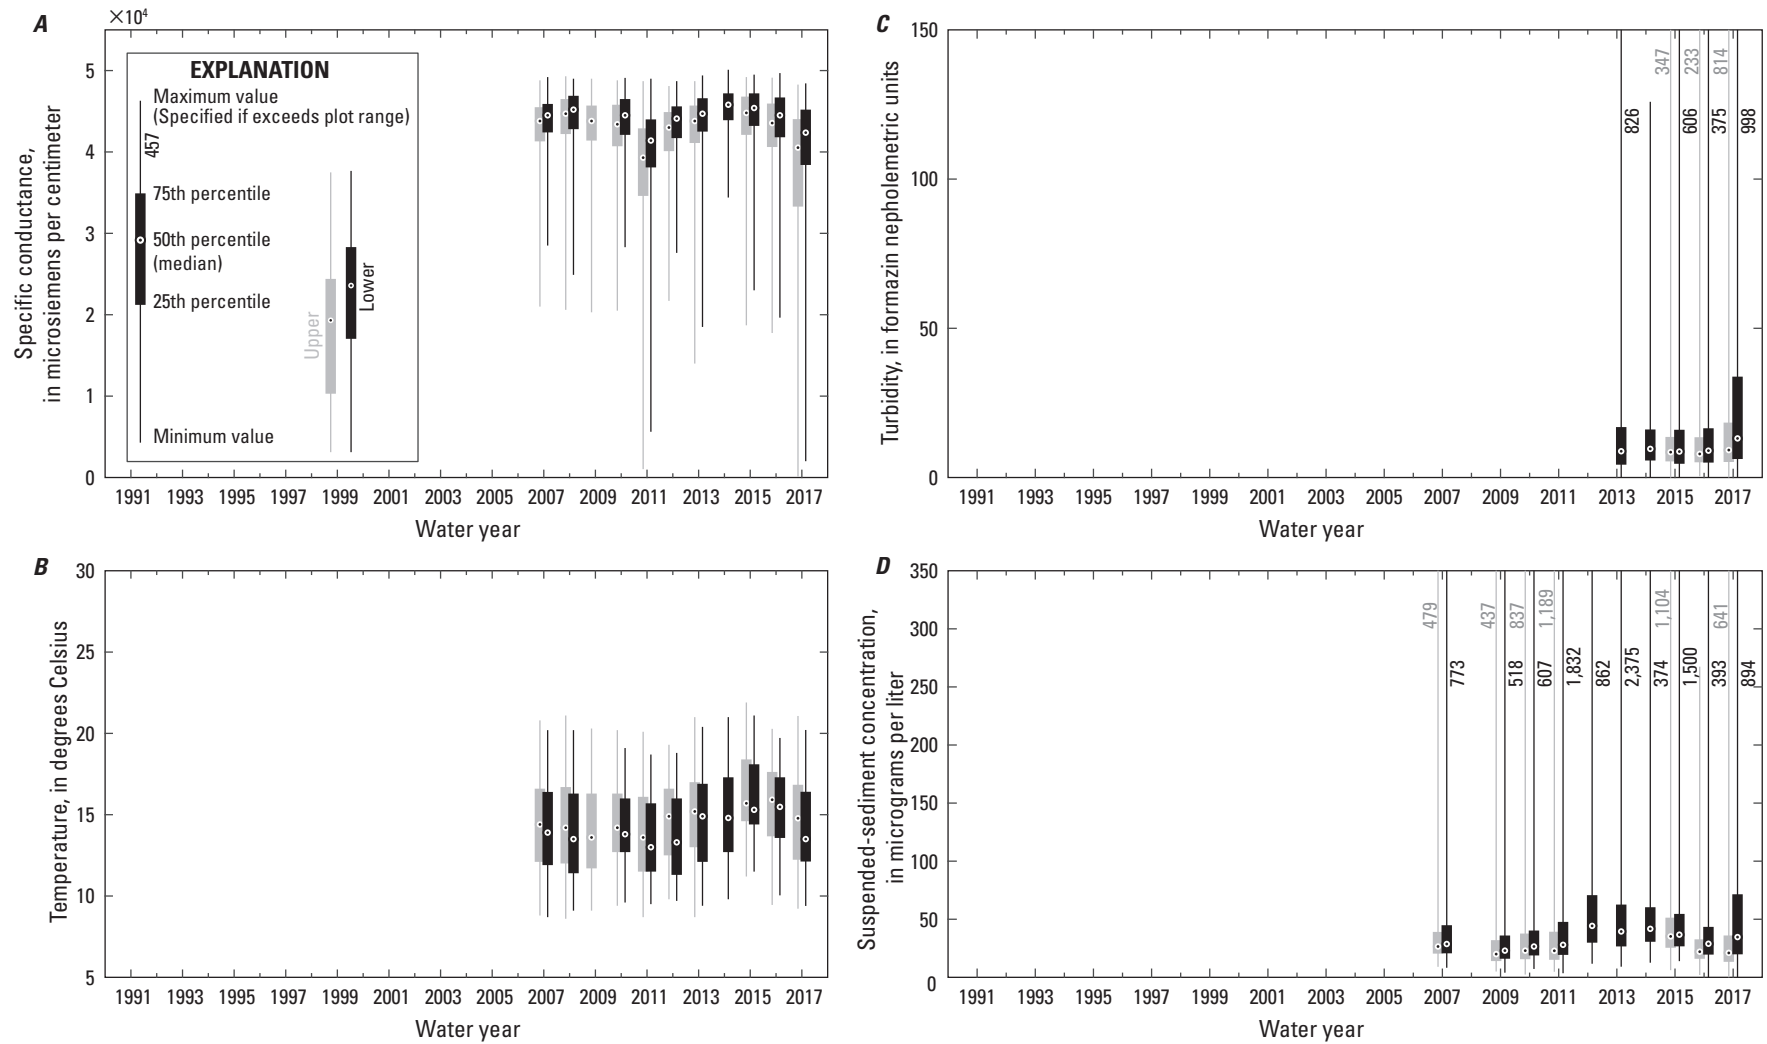 A
×10⁴
5
4
3
2
1
0
Specific conductance,
in microsiemens per centimeter
EXPLANATION
Maximum value
(Specified if exceeds plot range)
457
75th percentile
50th percentile
(median)
25th percentile
Minimum value
Upper
Lower
1991 1993 1995 1997 1999 2001 2003 2005 2007 2009 2011 2013 2015 2017
Water year
B
30
25
20
15
10
5
Temperature, in degrees Celsius
1991 1993 1995 1997 1999 2001 2003 2005 2007 2009 2011 2013 2015 2017
Water year
C
150
100
50
0
Turbidity, in formazin nepholemetric units
347 233 814
826 606 375 998
1991 1993 1995 1997 1999 2001 2003 2005 2007 2009 2011 2013 2015 2017
Water year
D
350
300
250
200
150
100
50
0
Suspended-sediment concentration,
in micrograms per liter
479 437 837 1,189 1,104 641
773 518 607 1,832 862 2,375 374 1,500 393 894
1991 1993 1995 1997 1999 2001 2003 2005 2007 2009 2011 2013 2015 2017
Water year